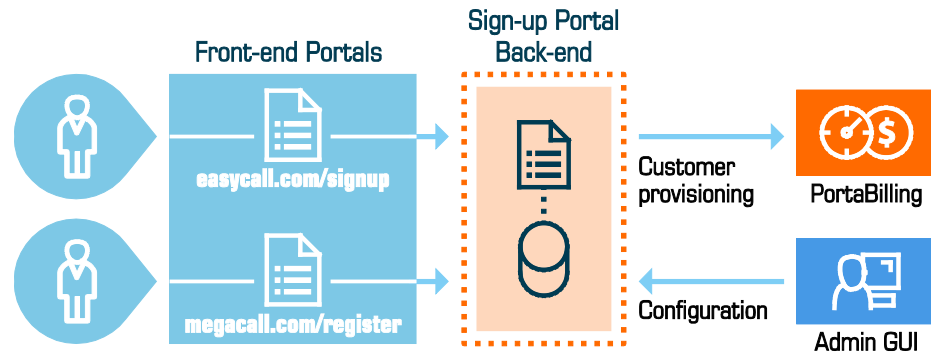 Front-end Portals
Sign-up Portal
Back-end
easycall.com/signup
megacall.com/register
Customer
provisioning
$
PortaBilling
Configuration
Admin GUI